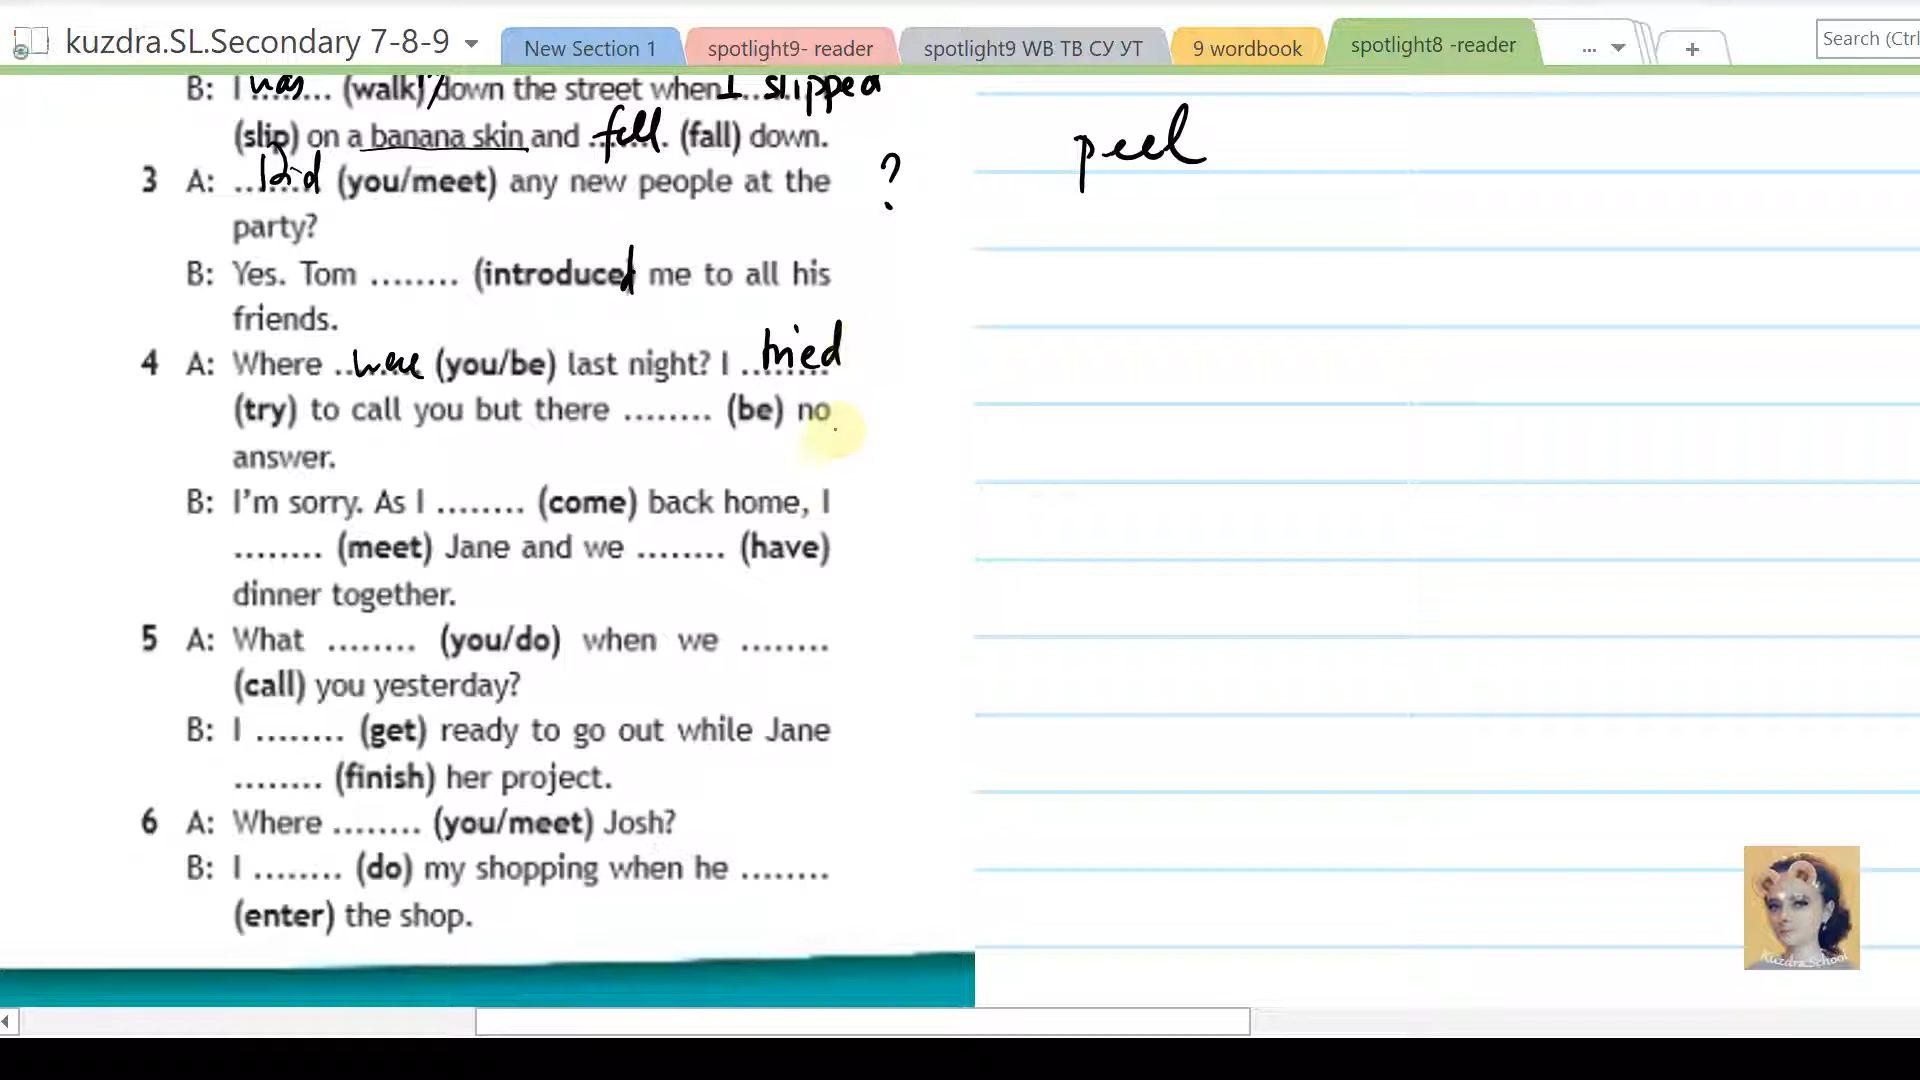 kuzdra.SL.Secondary 7-8-9
New Section 1
spotlight9- reader
spotlight9 WB TB СУ УТ
9 wordbook
spotlight8 -reader
...
+
Search (Ctrl
B: I was ........ (walk) down the street when I slipped
(slip) on a banana skin and fell (fall) down.
peel
3 A: Did (you/meet) any new people at the ?
party?
B: Yes. Tom ........ (introduced me to all his
friends.
4 A: Where were (you/be) last night? I tried
(try) to call you but there ........ (be) no
answer.
B: I'm sorry. As I ........ (come) back home, I
........ (meet) Jane and we ........ (have)
dinner together.
5 A: What ........ (you/do) when we ........
(call) you yesterday?
B: I ........ (get) ready to go out while Jane
........ (finish) her project.
6 A: Where ........ (you/meet) Josh?
B: I ........ (do) my shopping when he ........
(enter) the shop.
Kuzdra.School